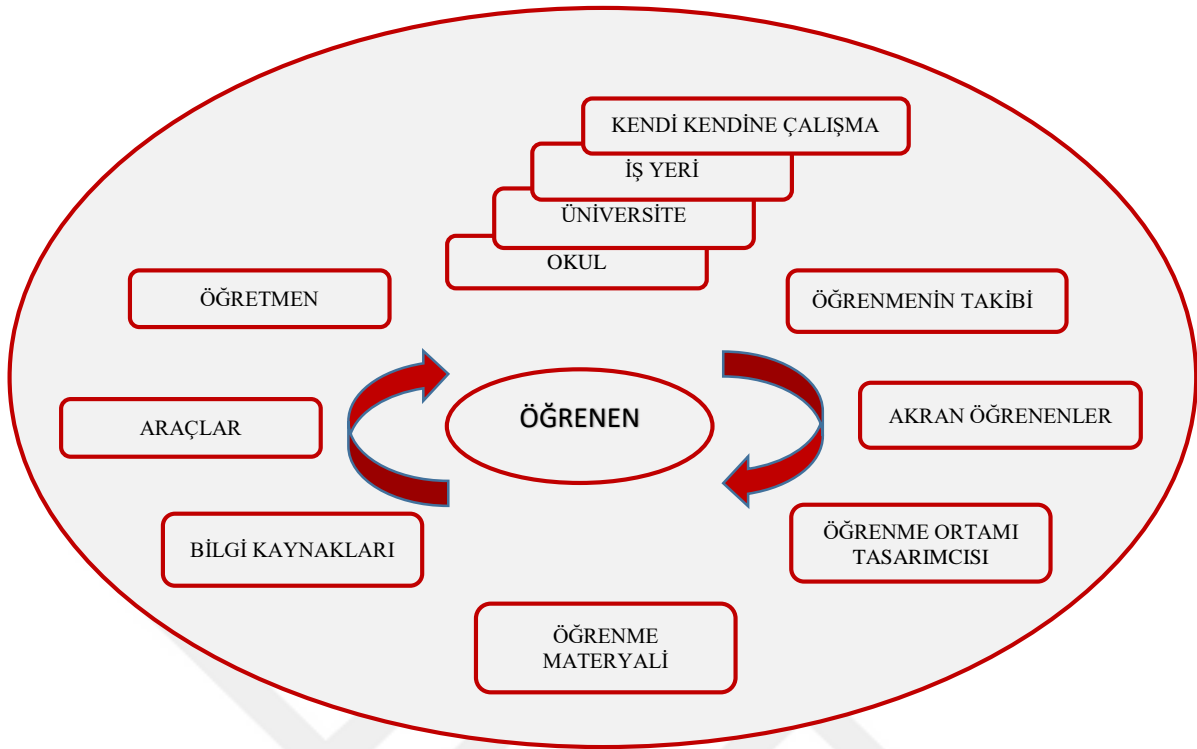 KENDİ KENDİNE ÇALIŞMA
İŞ YERİ
ÜNİVERSİTE
OKUL
ÖĞRETMEN
ÖĞRENMENİN TAKİBİ
ARAÇLAR
ÖĞRENEN
AKRAN ÖĞRENENLER
BİLGİ KAYNAKLARI
ÖĞRENME ORTAMI
TASARIMCISI
ÖĞRENME
MATERYALİ